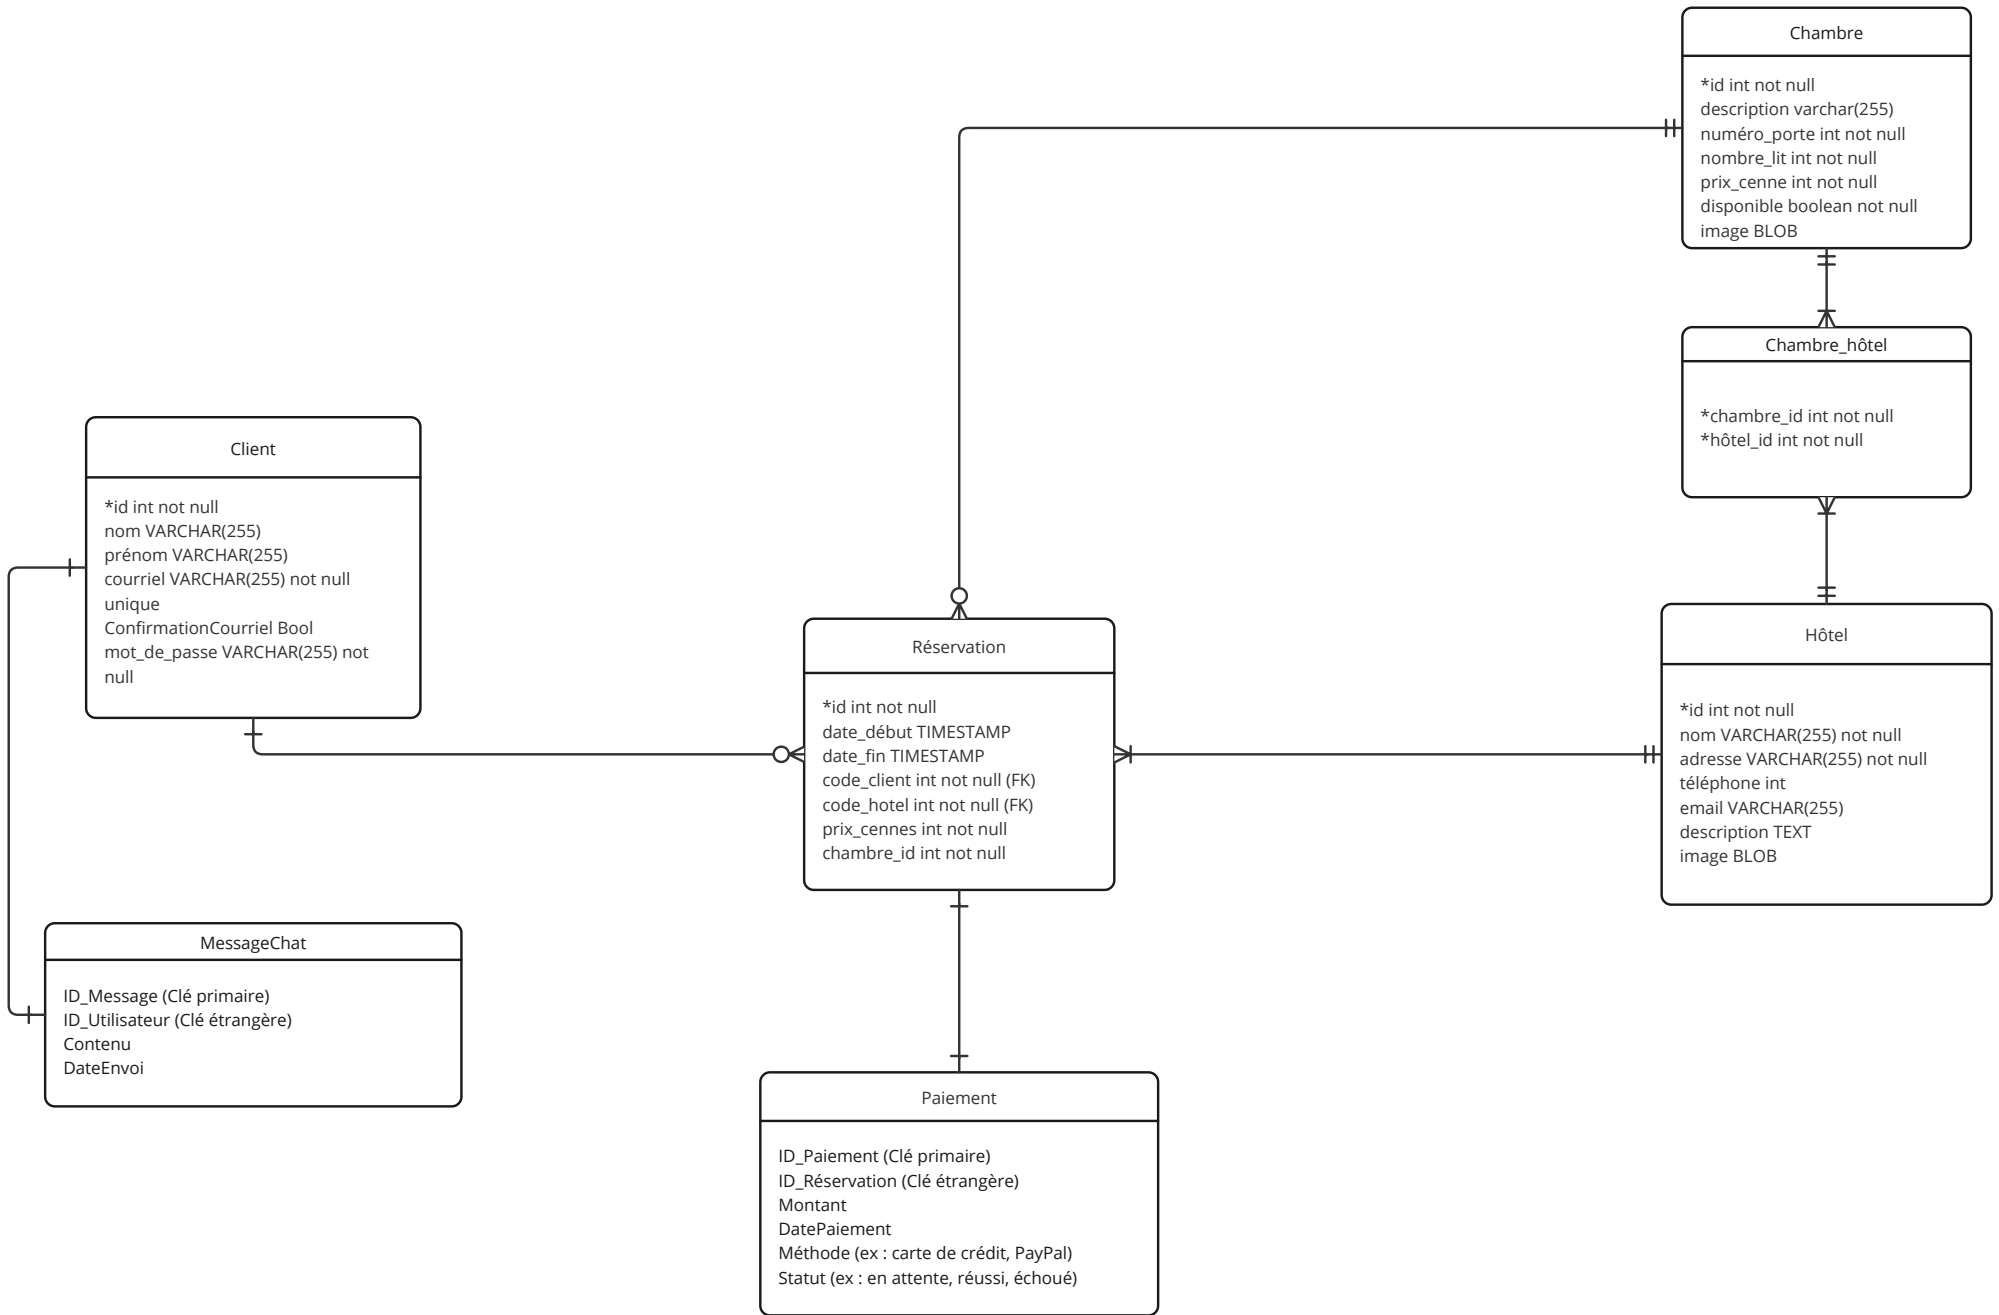 Chambre
*id int not null
description varchar(255)
numéro_porte int not null
nombre_lit int not null
prix_cenne int not null
disponible boolean not null
image BLOB
Chambre_hôtel
*chambre_id int not null
*hôtel_id int not null
Client
*id int not null
nom VARCHAR(255)
prénom VARCHAR(255)
courriel VARCHAR(255) not null
unique
ConfirmationCourriel Bool
mot_de_passe VARCHAR(255) not
null
Réservation
*id int not null
date_début TIMESTAMP
date_fin TIMESTAMP
code_client int not null (FK)
code_hotel int not null (FK)
prix_cennes int not null
chambre_id int not null
Hôtel
*id int not null
nom VARCHAR(255) not null
adresse VARCHAR(255) not null
téléphone int
email VARCHAR(255)
description TEXT
image BLOB
MessageChat
ID_Message (Clé primaire)
ID_Utilisateur (Clé étrangère)
Contenu
DateEnvoi
Paiement
ID_Paiement (Clé primaire)
ID_Réservation (Clé étrangère)
Montant
DatePaiement
Méthode (ex : carte de crédit, PayPal)
Statut (ex : en attente, réussi, échoué)